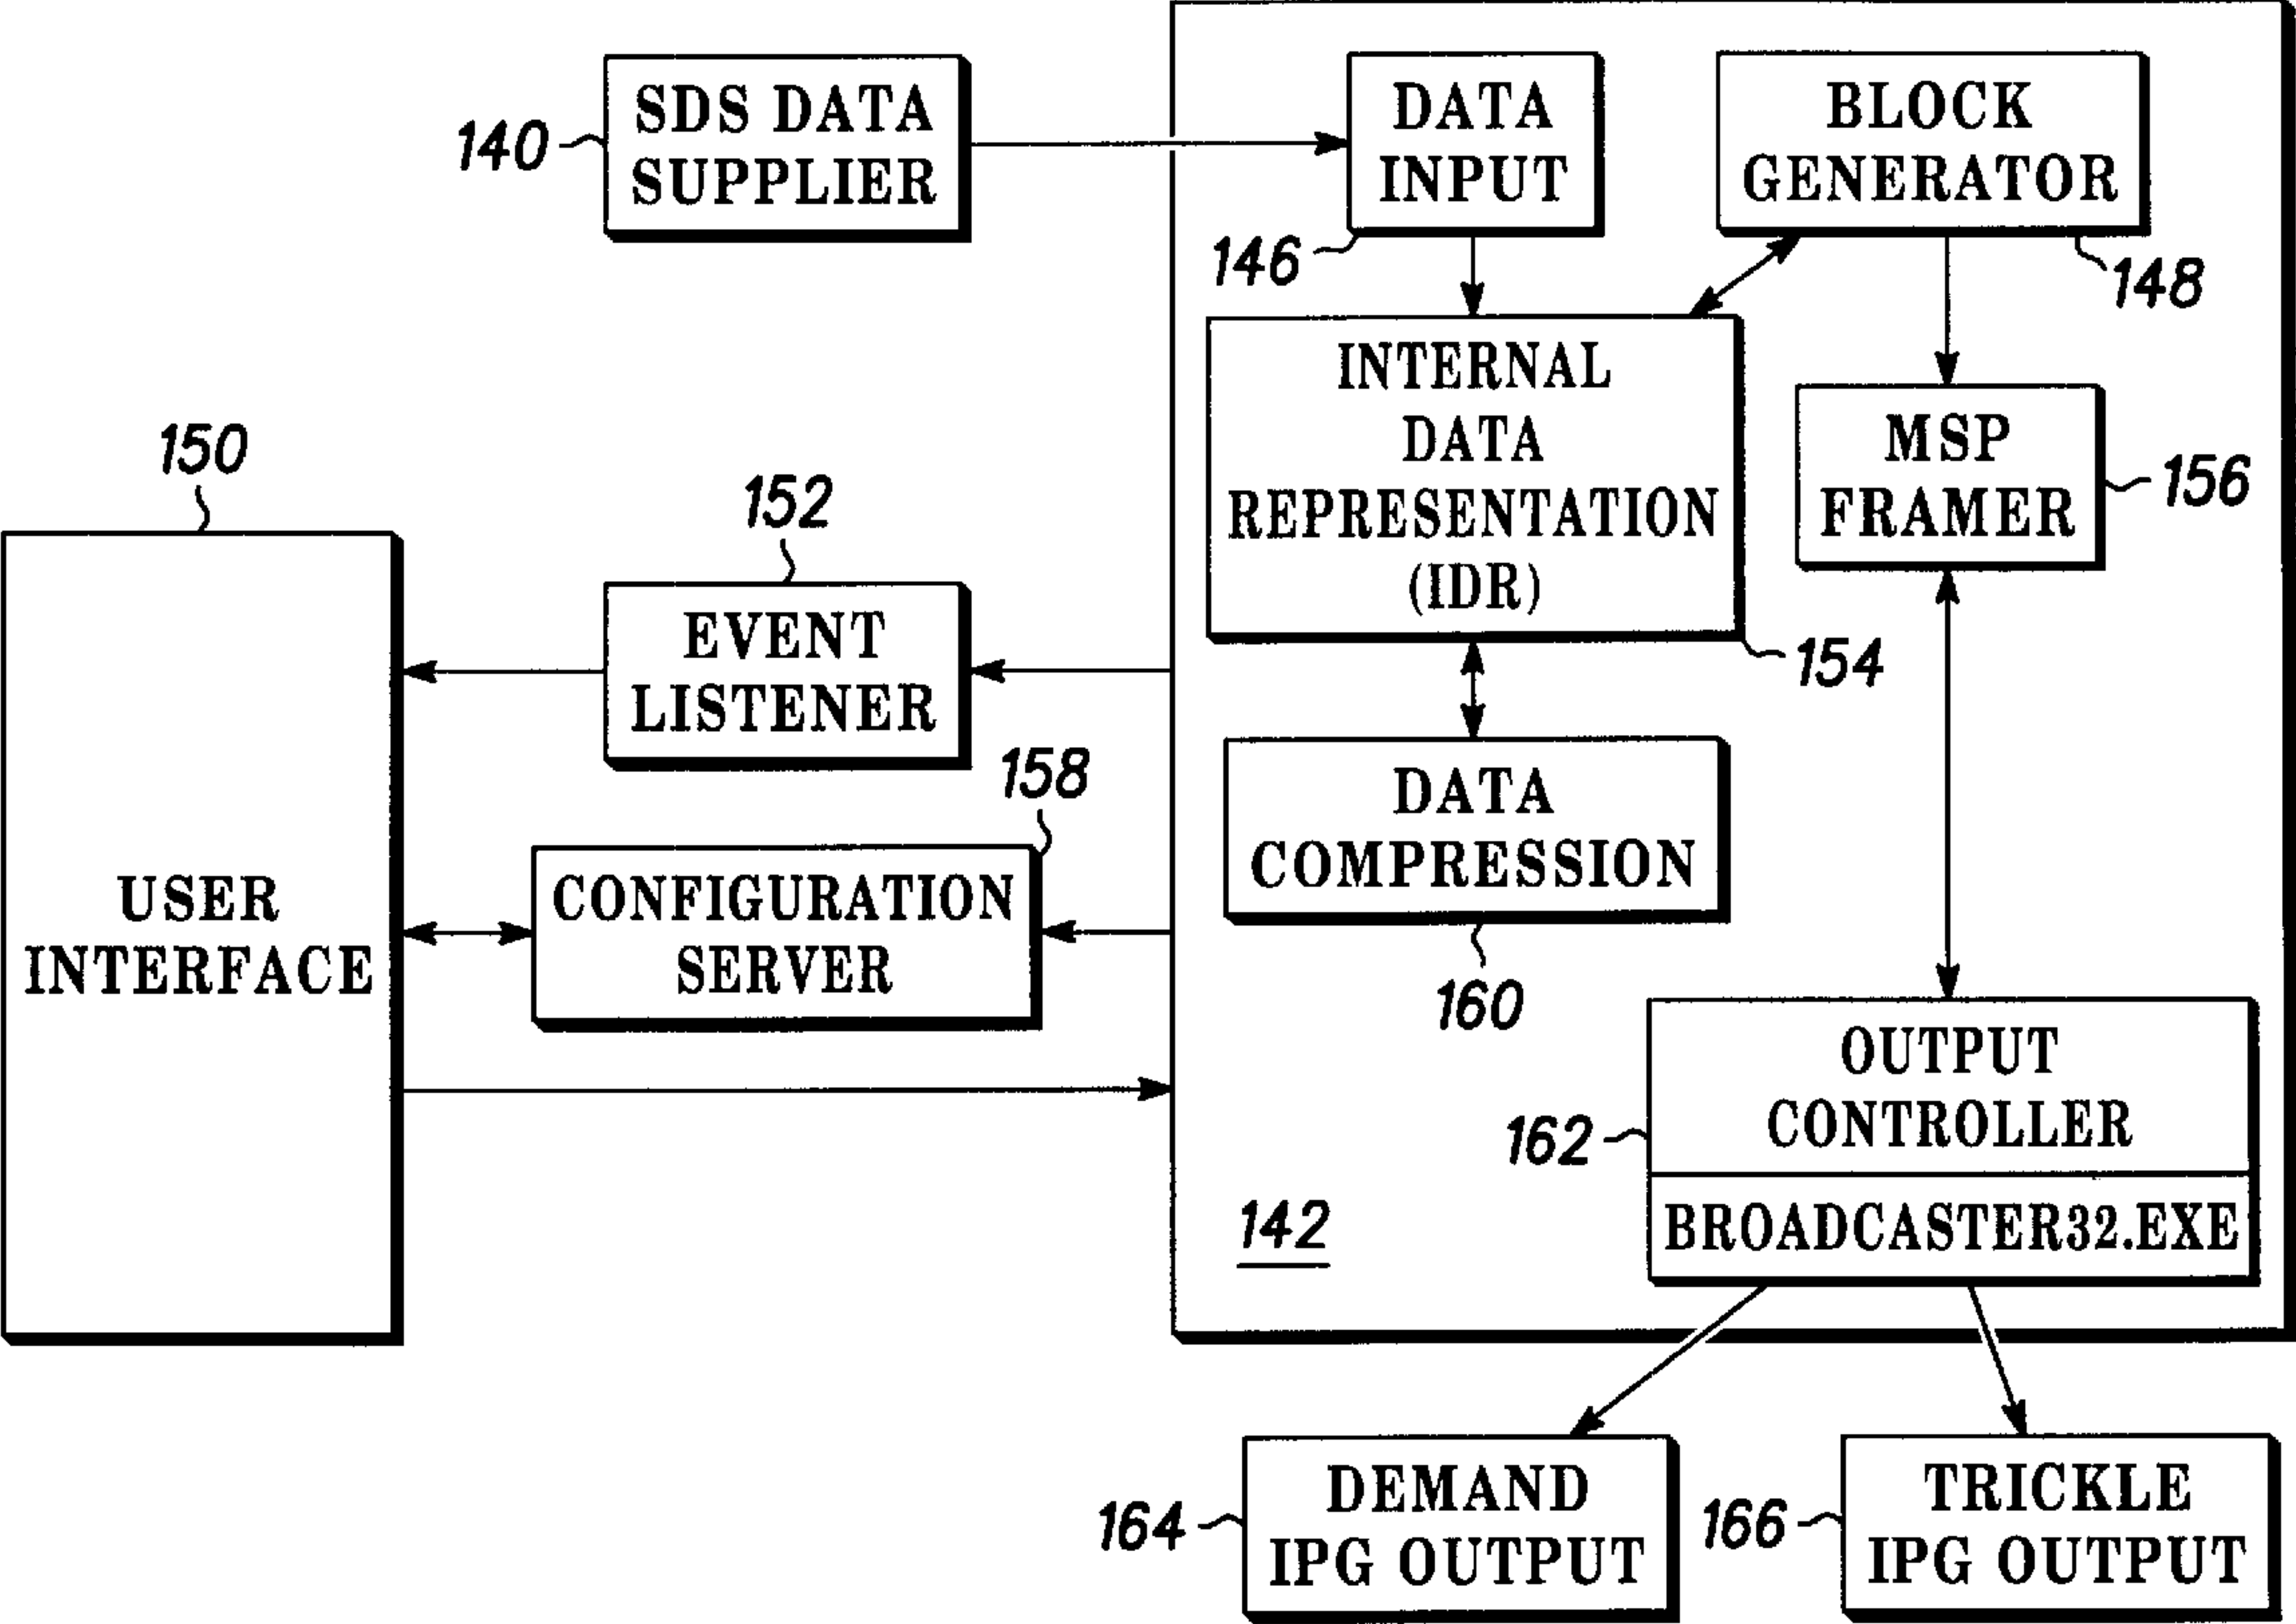 140
SDS DATA
SUPPLIER
DATA
INPUT
146
BLOCK
GENERATOR
148
INTERNAL
DATA
REPRESENTATION
(IDR)
154
MSP
FRAMER
156
150
USER
INTERFACE
152
EVENT
LISTENER
158
CONFIGURATION
SERVER
DATA
COMPRESSION
160
142
162
OUTPUT
CONTROLLER
BROADCASTER32.EXE
164
DEMAND
IPG OUTPUT
166
TRICKLE
IPG OUTPUT